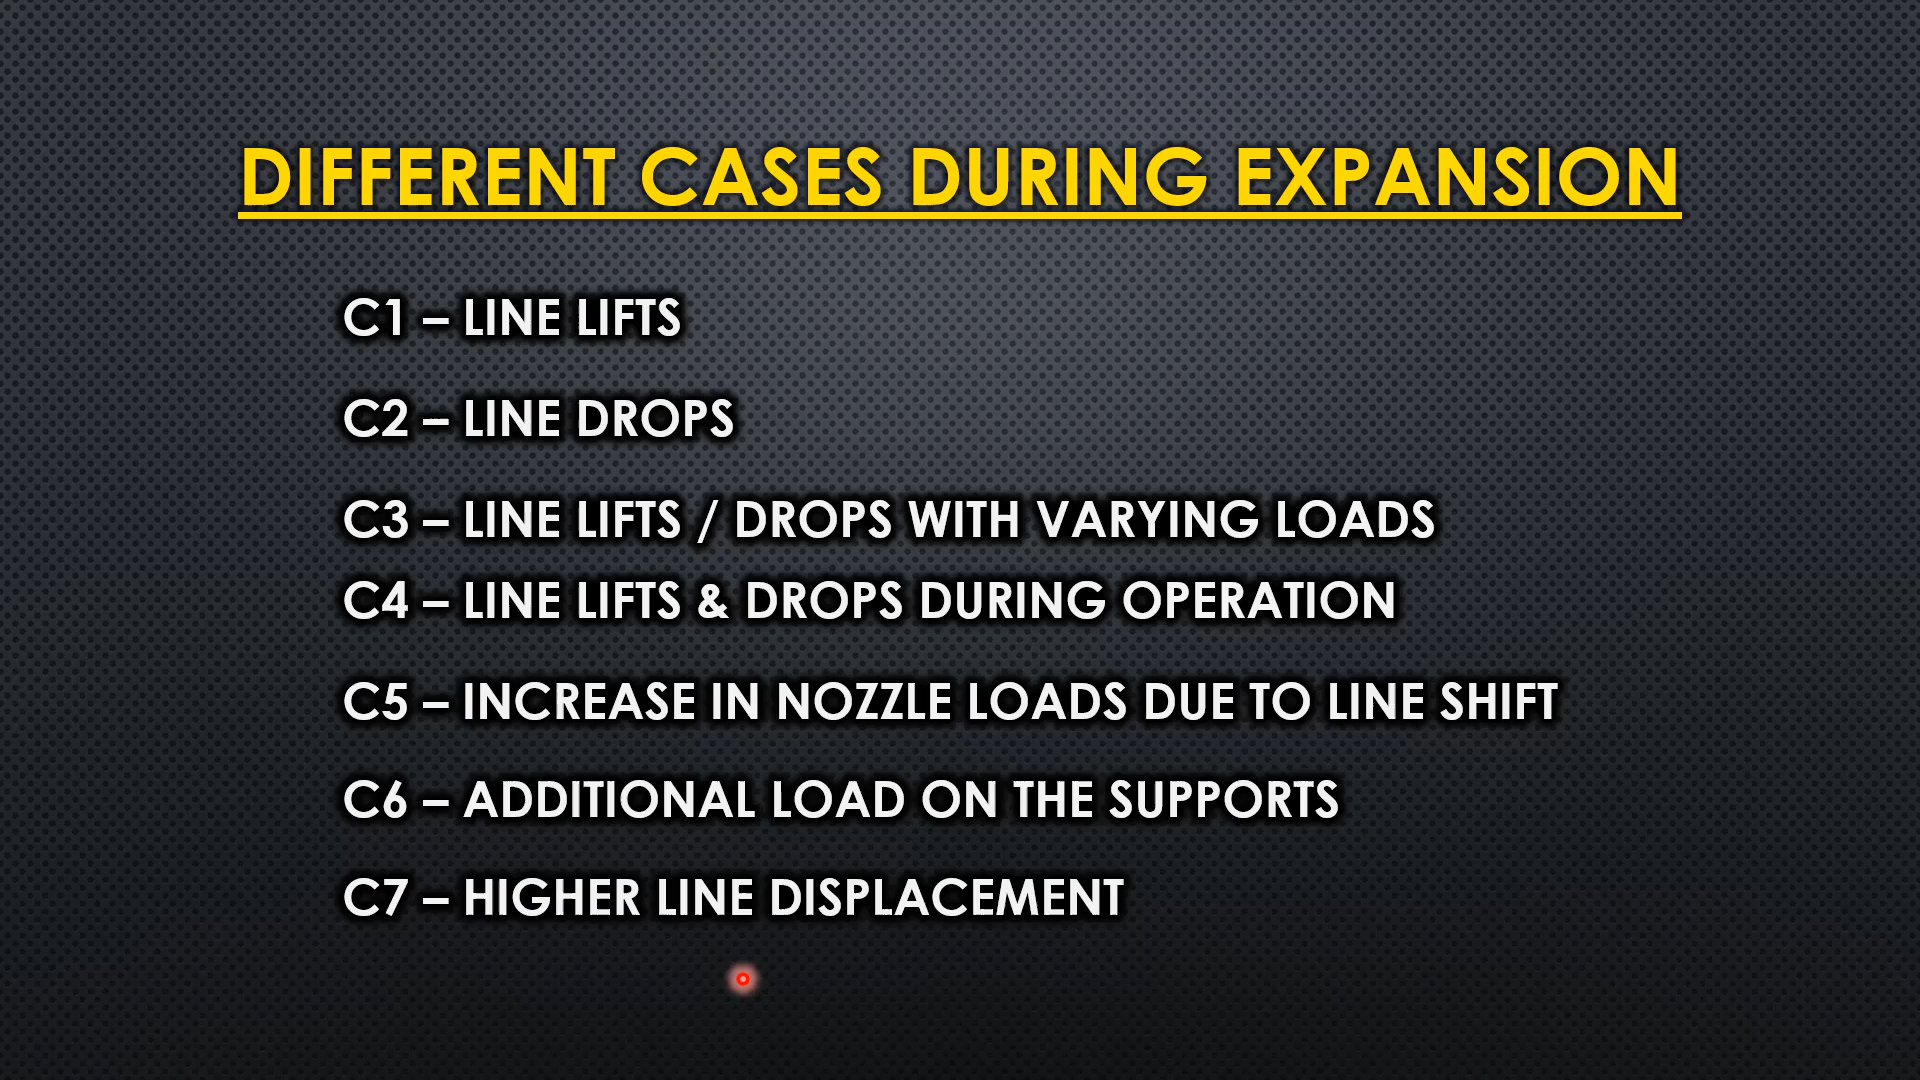 DIFFERENT CASES DURING EXPANSION
C1 – LINE LIFTS
C2 – LINE DROPS
C3 – LINE LIFTS / DROPS WITH VARYING LOADS
C4 – LINE LIFTS & DROPS DURING OPERATION
C5 – INCREASE IN NOZZLE LOADS DUE TO LINE SHIFT
C6 – ADDITIONAL LOAD ON THE SUPPORTS
C7 – HIGHER LINE DISPLACEMENT